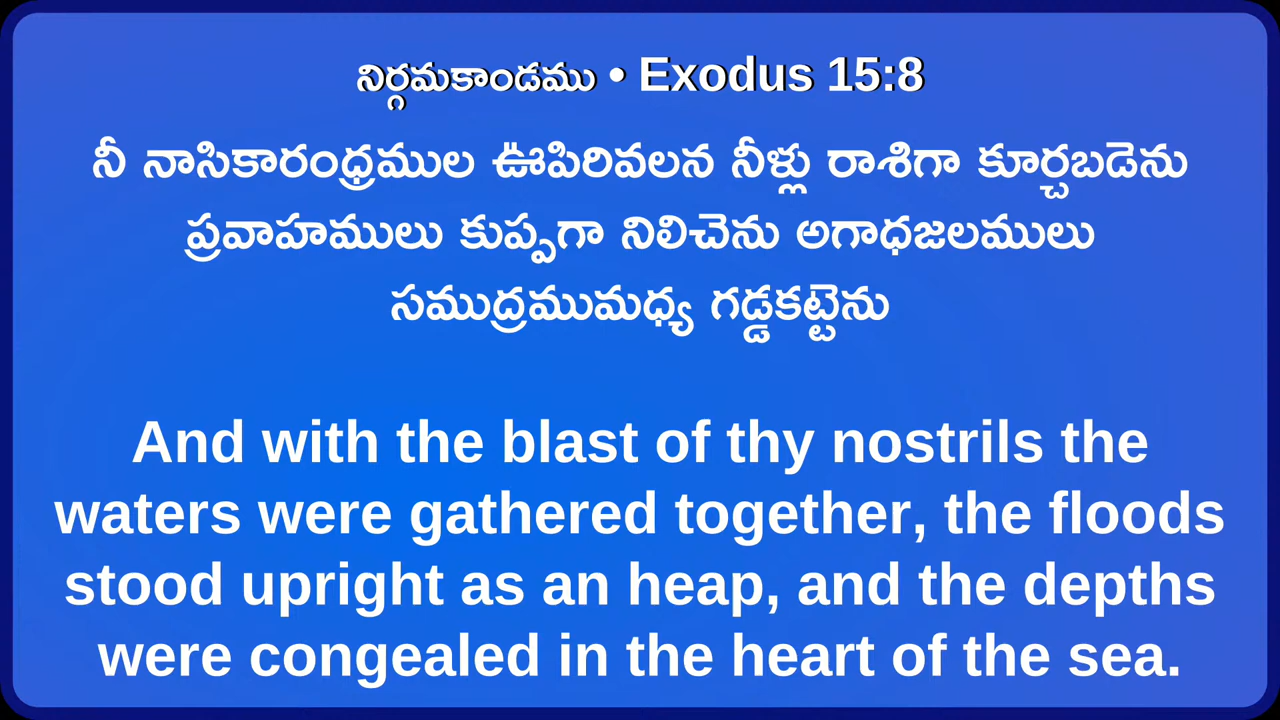 నిర్గమకాండము • Exodus 15:8
నీ నాసికారంధ్రముల ఊపిరివలన నీళ్లు రాశిగా కూర్చబడెను
ప్రవాహములు కుప్పగా నిలిచెను అగాధజలములు
సముద్రముమధ్య గడ్డకట్టెను
And with the blast of thy nostrils the
waters were gathered together, the floods
stood upright as an heap, and the depths
were congealed in the heart of the sea.